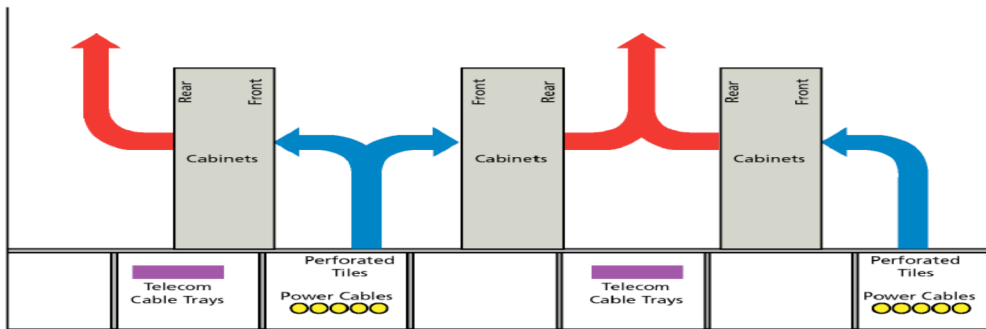 Rear
Front
Cabinets
Front
Rear
Cabinets
Rear
Front
Cabinets
Telecom
Cable Trays
Perforated
Tiles
Power Cables
Telecom
Cable Trays
Perforated
Tiles
Power Cables